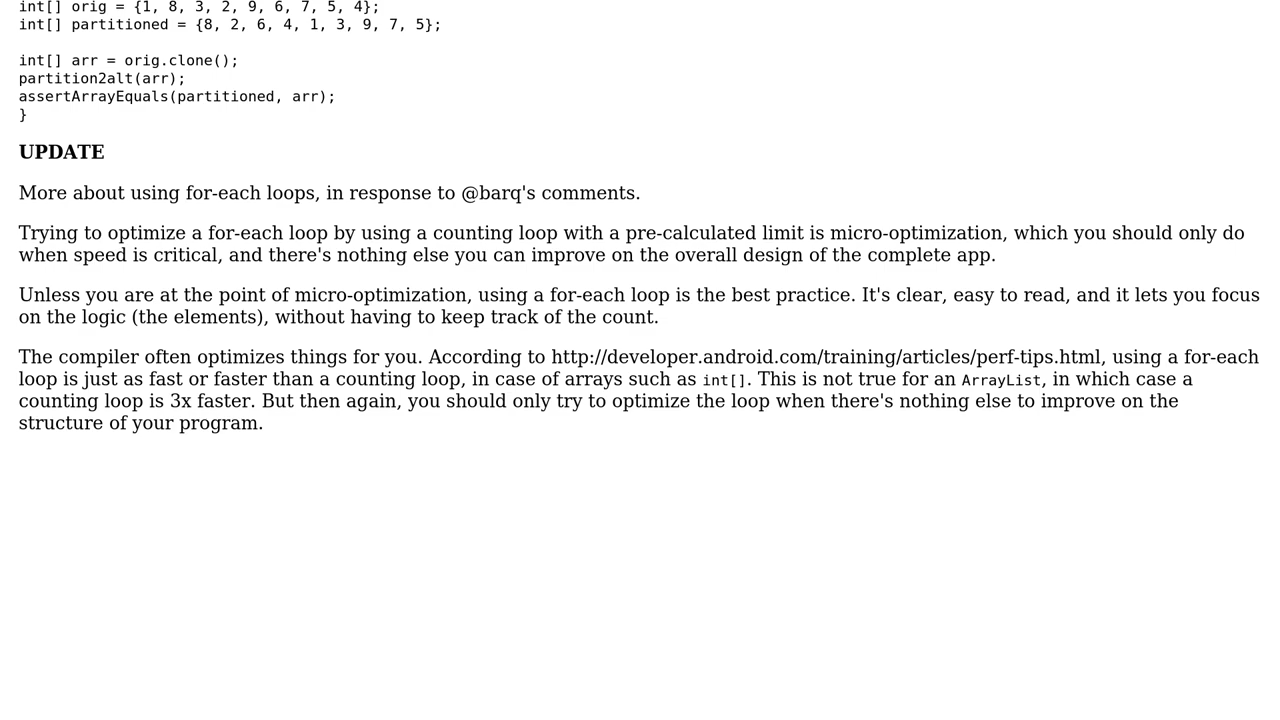 int[] orig = {1, 8, 3, 2, 9, 6, 7, 5, 4};
int[] partitioned = {8, 2, 6, 4, 1, 3, 9, 7, 5};
int[] arr = orig.clone();
partition2alt(arr);
assertArrayEquals(partitioned, arr);
}
UPDATE
More about using for-each loops, in response to @barq's comments.
Trying to optimize a for-each loop by using a counting loop with a pre-calculated limit is micro-optimization, which you should only do
when speed is critical, and there's nothing else you can improve on the overall design of the complete app.
Unless you are at the point of micro-optimization, using a for-each loop is the best practice. It's clear, easy to read, and it lets you focus
on the logic (the elements), without having to keep track of the count.
The compiler often optimizes things for you. According to http://developer.android.com/training/articles/perf-tips.html, using a for-each
loop is just as fast or faster than a counting loop, in case of arrays such as int[]. This is not true for an ArrayList, in which case a
counting loop is 3x faster. But then again, you should only try to optimize the loop when there's nothing else to improve on the
structure of your program.